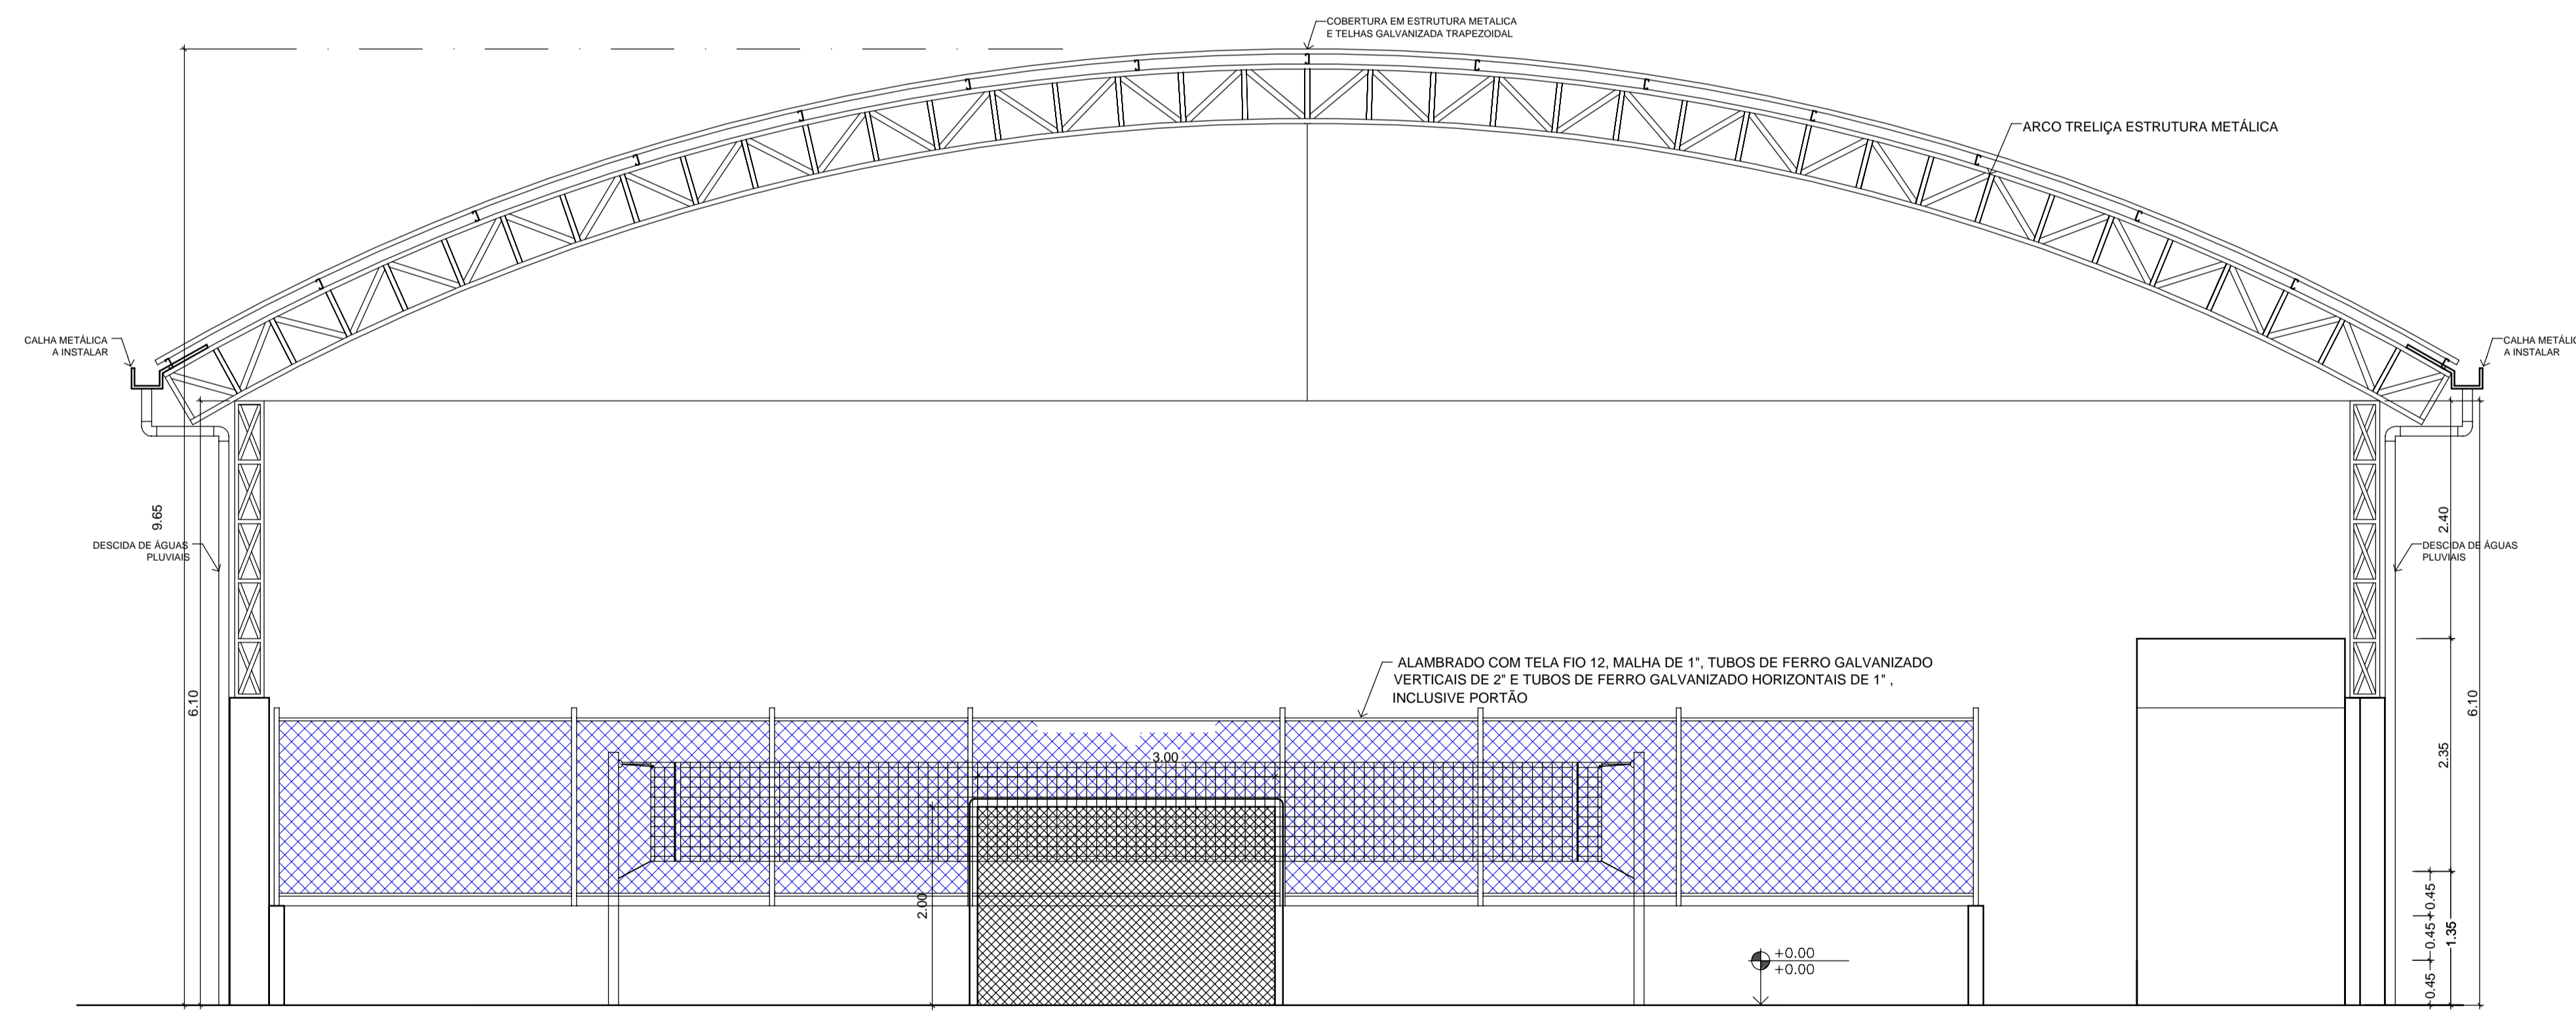 COBERTURA EM ESTRUTURA METALICA
E TELHAS GALVANIZADA TRAPEZOIDAL
ARCO TRELIÇA ESTRUTURA METÁLICA
CALHA METÁLICA
A INSTALAR
CALHA METÁLIC
A INSTALAR
9.65
2.40
DESCIDA DE ÁGUAS
PLUVIAIS
DESCIDA DE ÁGUAS
PLUVIAIS
ALAMBRADO COM TELA FIO 12, MALHA DE 1", TUBOS DE FERRO GALVANIZADO
VERTICAIS DE 2" E TUBOS DE FERRO GALVANIZADO HORIZONTAIS DE 1" ,
INCLUSIVE PORTÃO
6.10
6.10
3.00
2.35
2.00
0.45
0.45
0.45
1.35
+0.00
+0.00